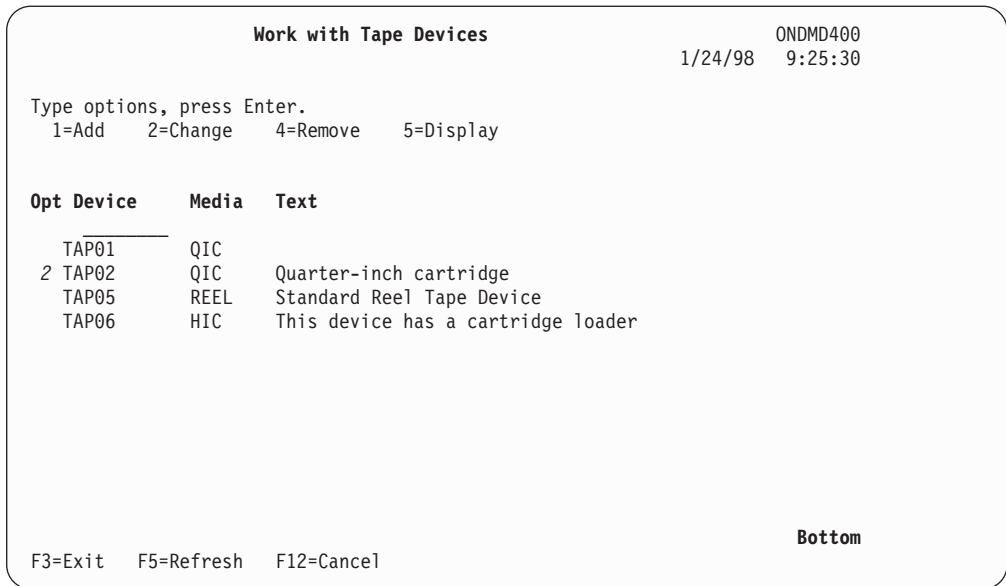 Work with Tape Devices ONDMD400
1/24/98 9:25:30
Type options, press Enter.
1=Add 2=Change 4=Remove 5=Display
Opt Device Media Text
________
TAP01 QIC
2 TAP02 QIC Quarter-inch cartridge
TAP05 REEL Standard Reel Tape Device
TAP06 HIC This device has a cartridge loader
Bottom
F3=Exit F5=Refresh F12=Cancel